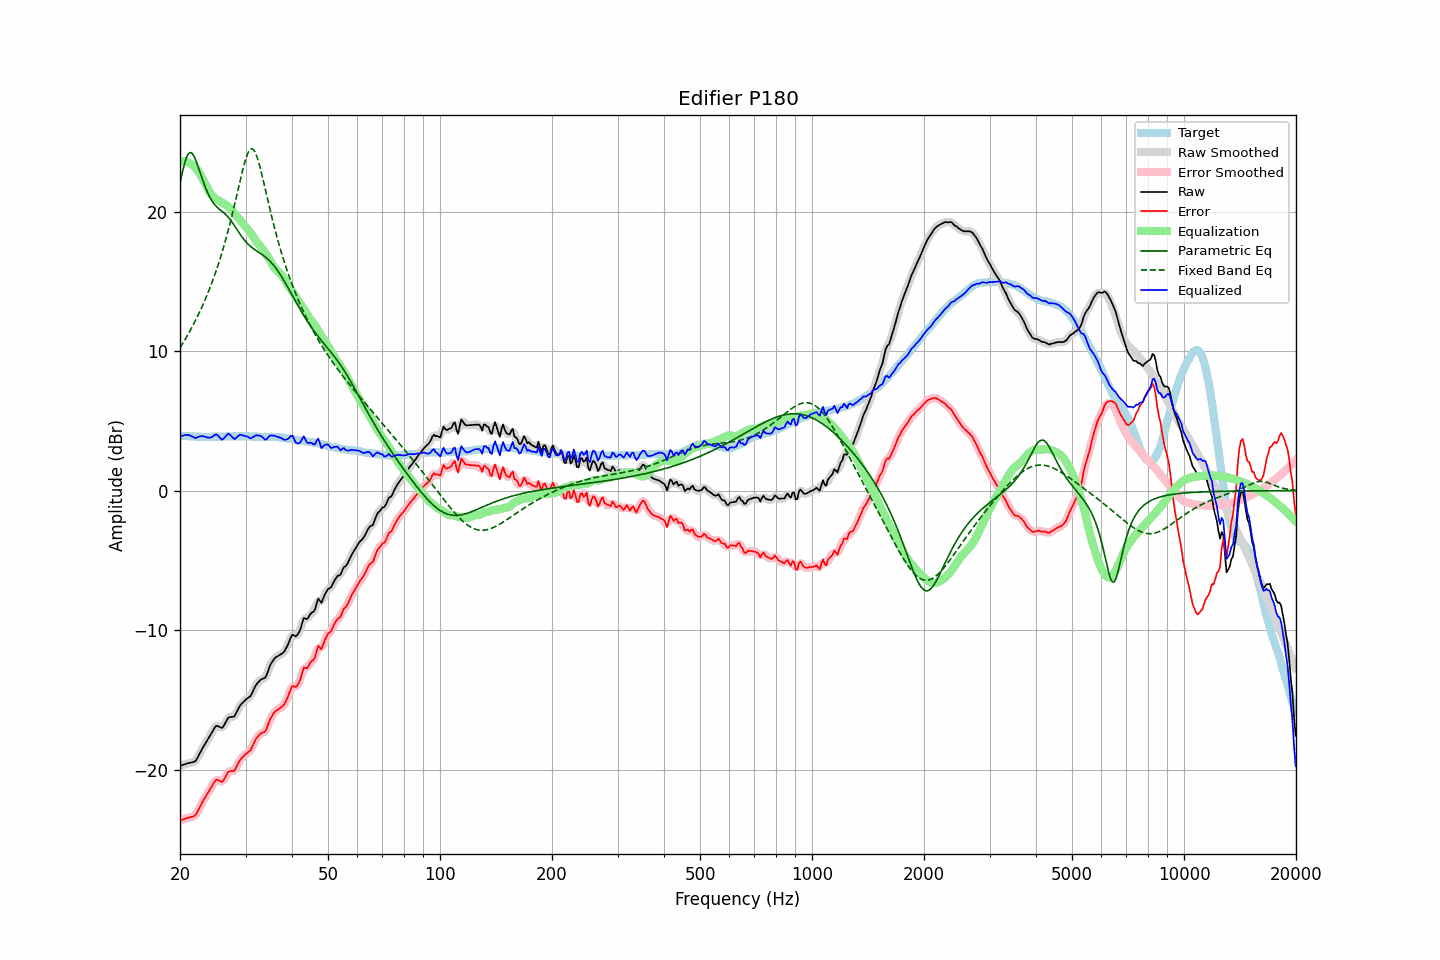 Edifier P180
Target
Raw Smoothed
Error Smoothed
Raw
Error
Equalization
Parametric Eq
Fixed Band Eq
Equalized
Amplitude (dBr)
20
10
0
−10
−20
20
50
100
200
500
1000
2000
5000
10000
20000
Frequency (Hz)